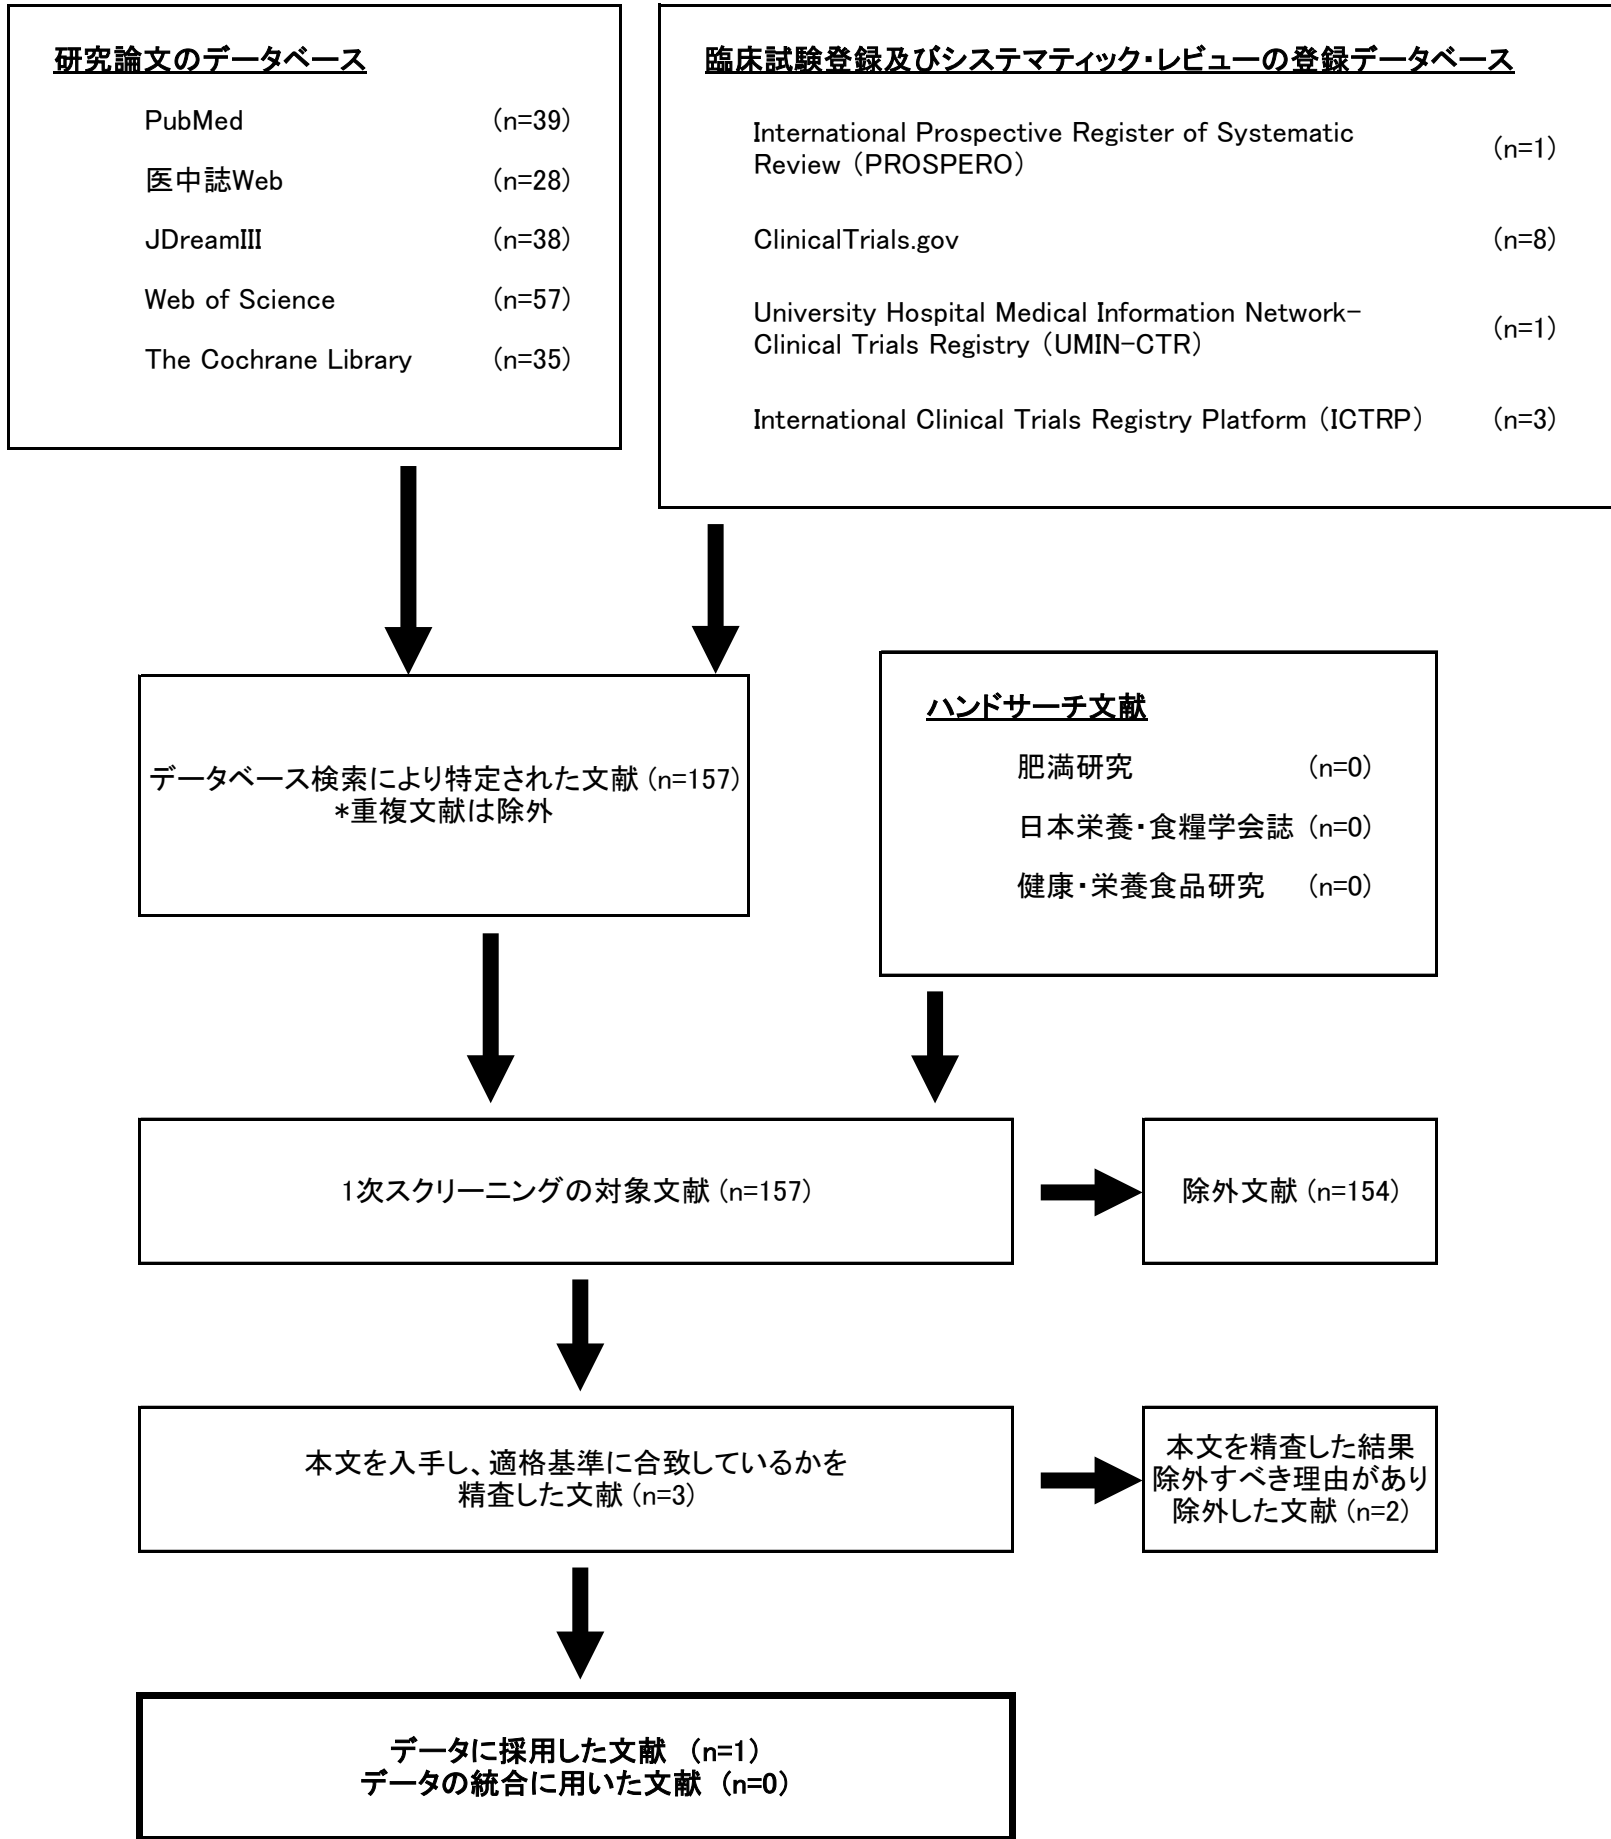 研究論文のデータベース
PubMed (n=39)
医中誌Web (n=28)
JDreamIII (n=38)
Web of Science (n=57)
The Cochrane Library (n=35)
臨床試験登録及びシステマティック・レビューの登録データベース
International Prospective Register of Systematic
Review (PROSPERO) (n=1)
ClinicalTrials.gov (n=8)
University Hospital Medical Information Network-
Clinical Trials Registry (UMIN-CTR) (n=1)
International Clinical Trials Registry Platform (ICTRP) (n=3)
データベース検索により特定された文献 (n=157)
*重複文献は除外
ハンドサーチ文献
肥満研究 (n=0)
日本栄養・食糧学会誌 (n=0)
健康・栄養食品研究 (n=0)
1次スクリーニングの対象文献 (n=157)
除外文献 (n=154)
本文を入手し、適格基準に合致しているかを
精査した文献 (n=3)
本文を精査した結果
除外すべき理由があり
除外した文献 (n=2)
データに採用した文献 (n=1)
データの統合に用いた文献 (n=0)